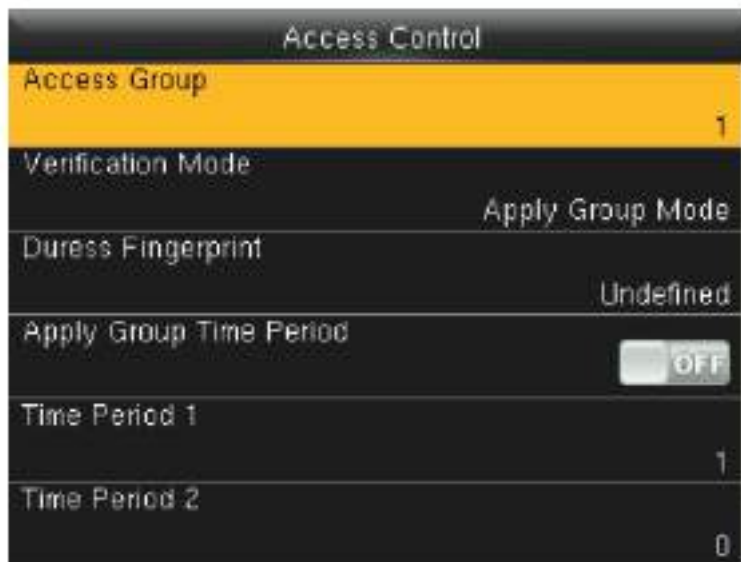 Access Control
Access Group
1
Verification Mode
Apply Group Mode
Duress Fingerprint
Undefined
Apply Group Time Period
OFF
Time Period 1
1
Time Period 2
0